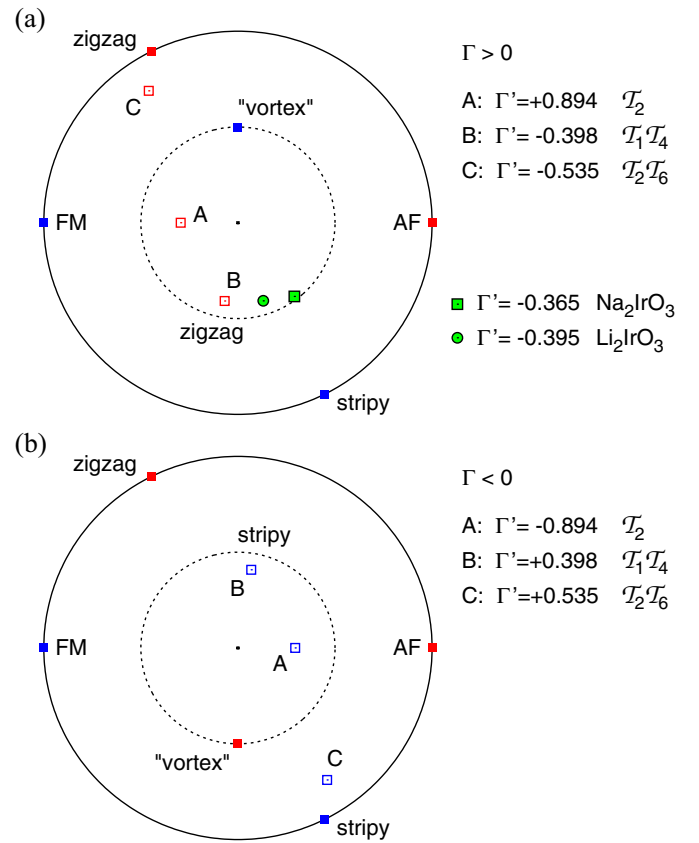 (a)
zigzag
C
"vortex"
A
FM
AF
B
zigzag
stripy
Γ > 0
A: Γ'=+0.894 𝒯₂
B: Γ'= -0.398 𝒯₁𝒯₄
C: Γ'= -0.535 𝒯₂𝒯₆
Γ'= -0.365 Na₂IrO₃
Γ'= -0.395 Li₂IrO₃
(b)
zigzag
stripy
B
FM
A
AF
"vortex"
C
stripy
Γ < 0
A: Γ'= -0.894 𝒯₂
B: Γ'=+0.398 𝒯₁𝒯₄
C: Γ'=+0.535 𝒯₂𝒯₆